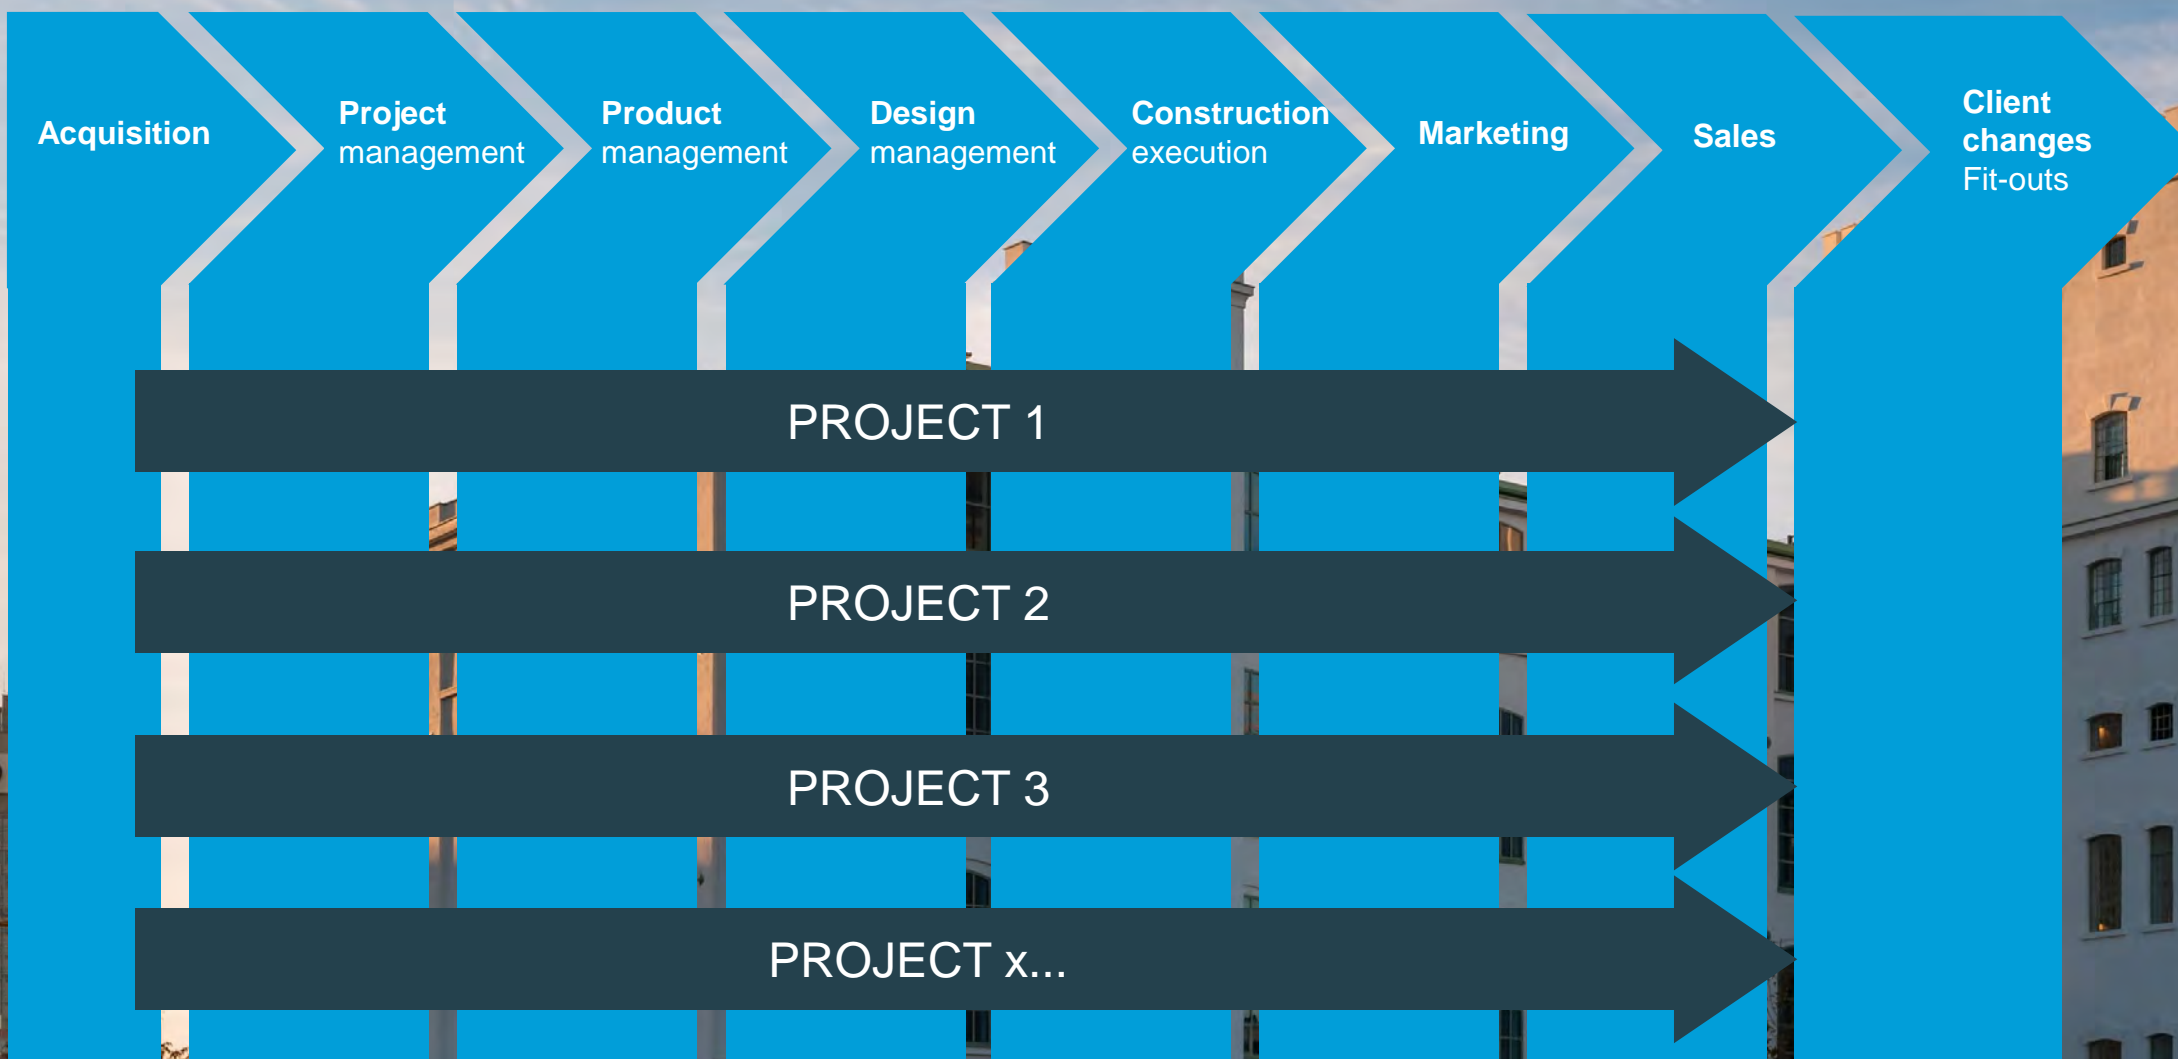 Acquisition
Project
management
Product
management
Design
management
Construction
execution
Marketing
Sales
Client
changes
Fit-outs
PROJECT 1
PROJECT 2
PROJECT 3
PROJECT x...